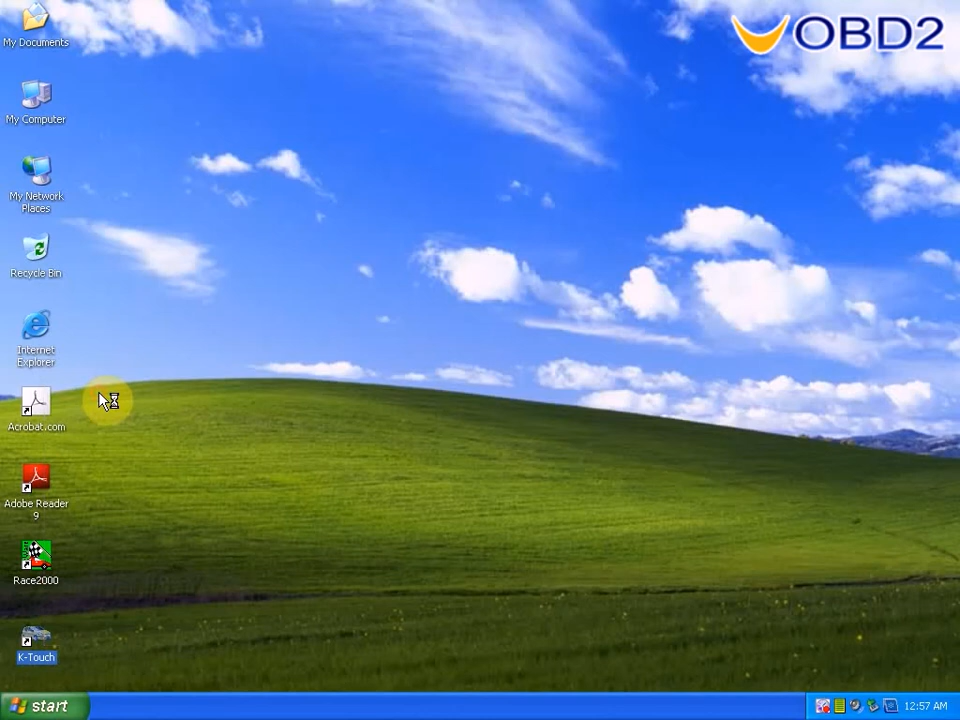 UOBD2
My Documents
My Computer
My Network
Places
Recycle Bin
Internet
Explorer
Acrobat.com
Adobe Reader
9
Race2000
K-Touch
start
12:57 AM